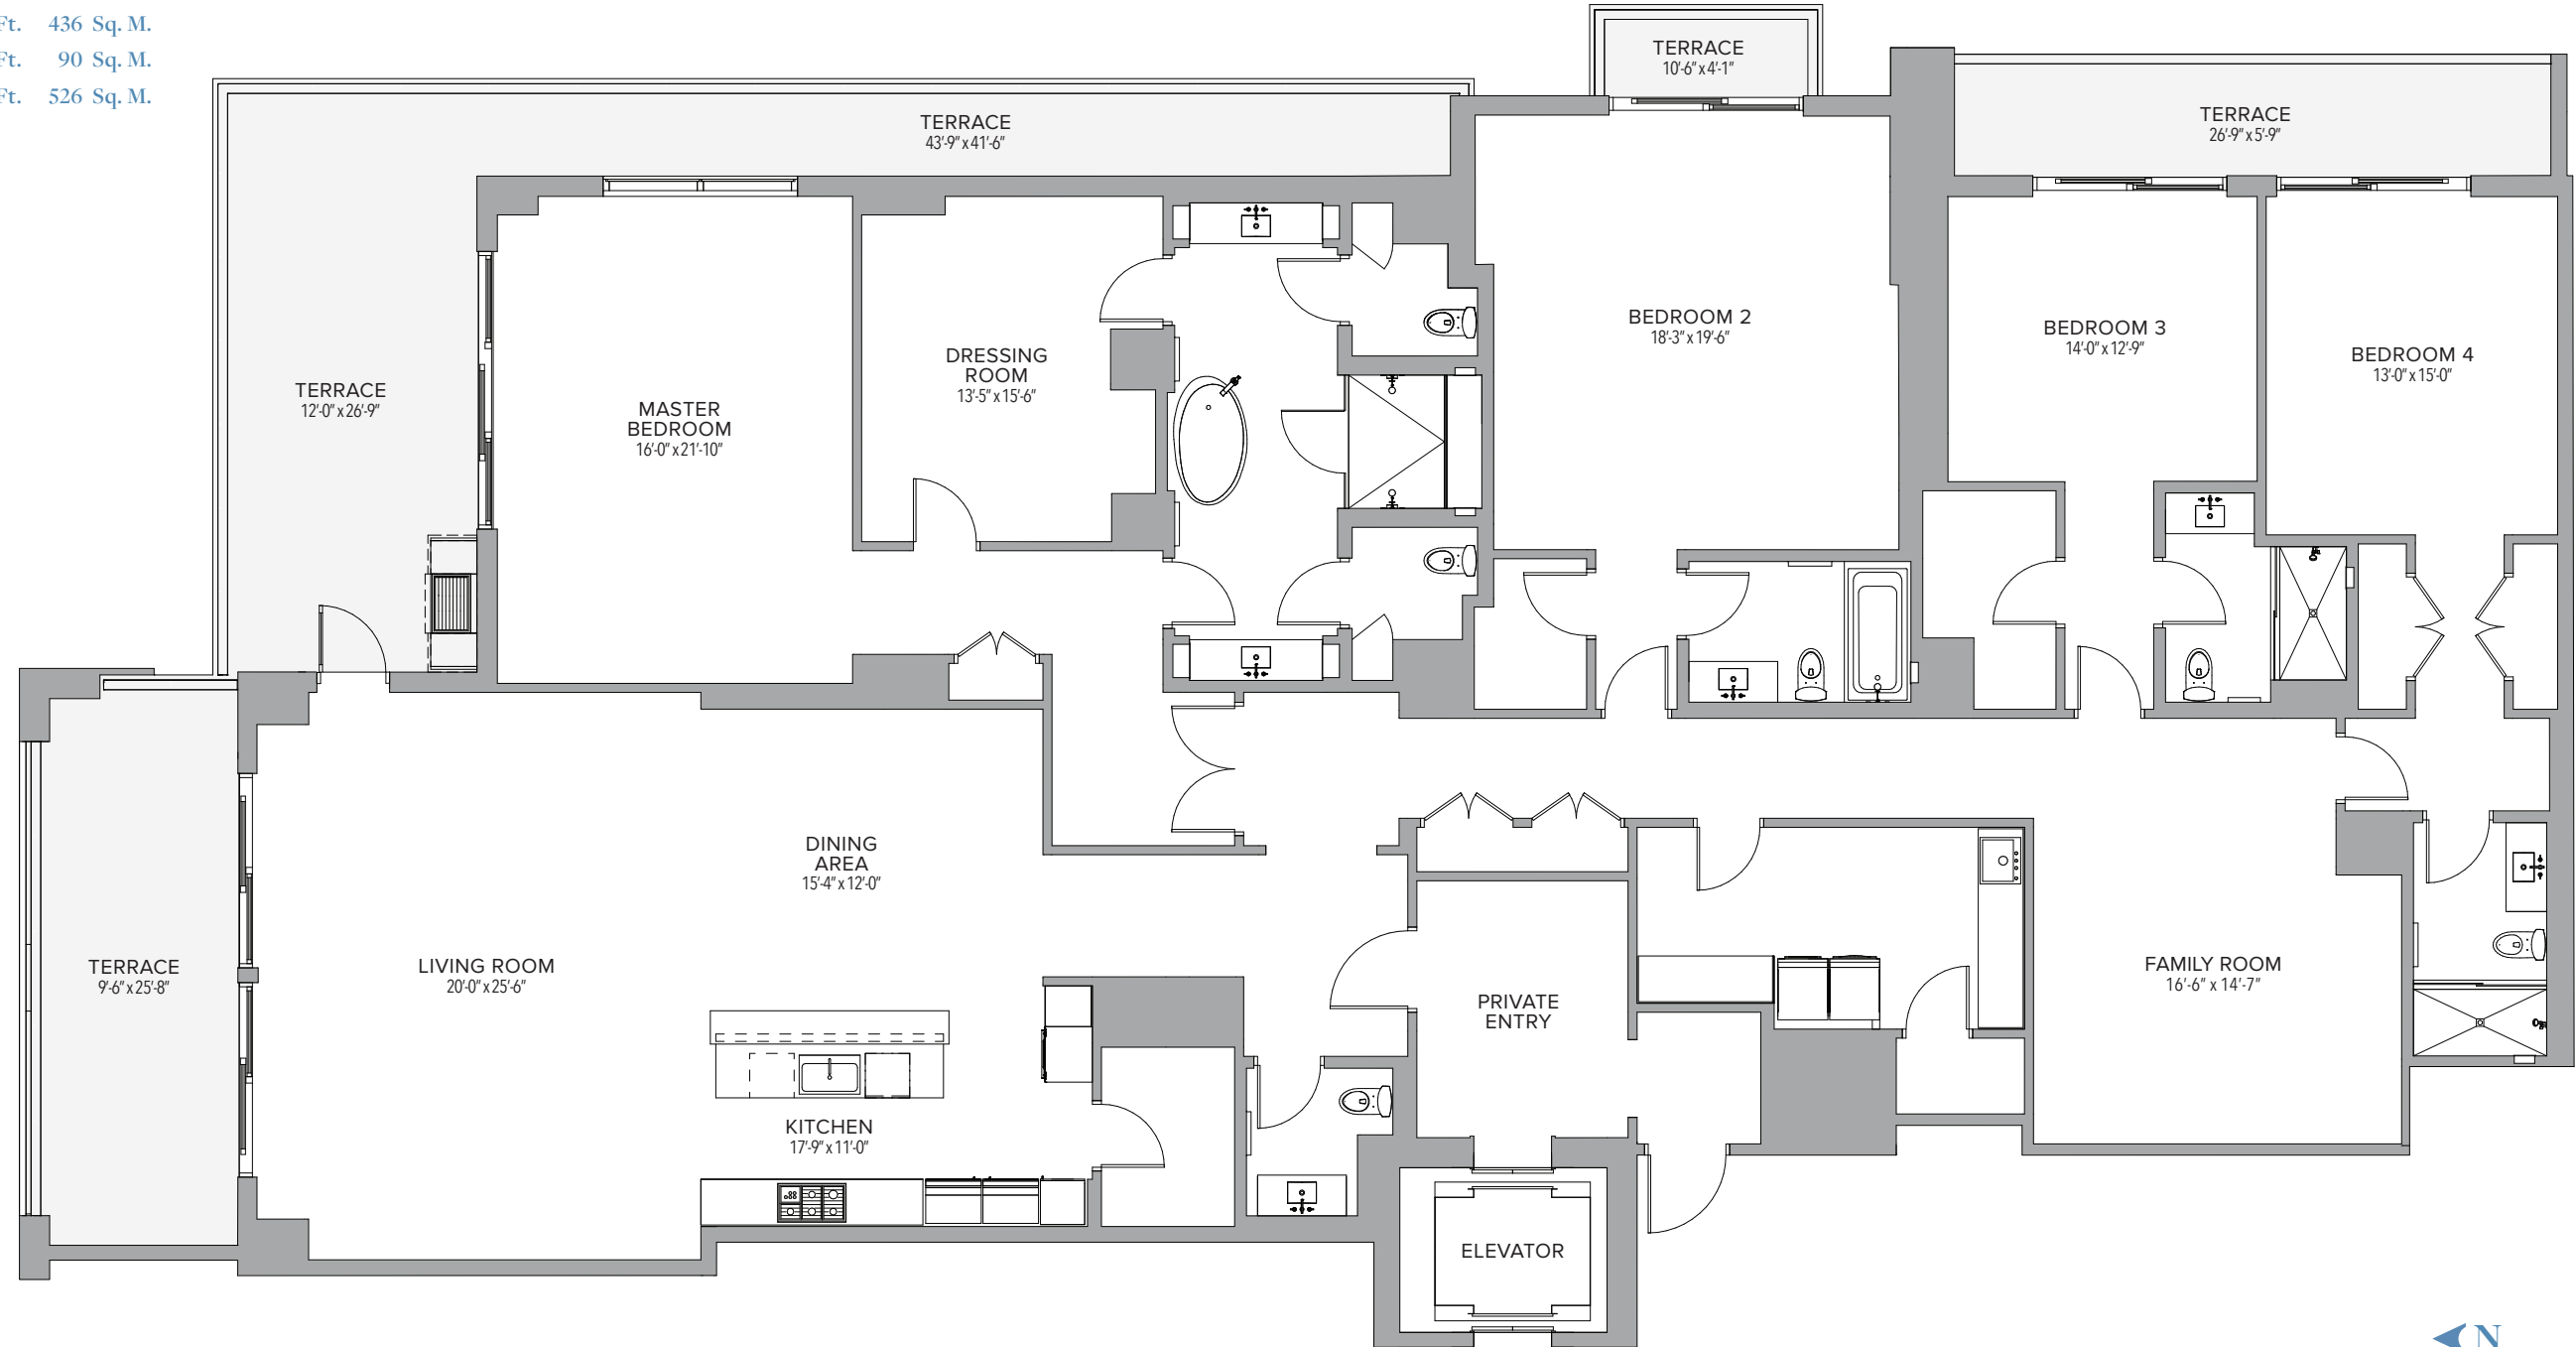 Ft. 436 Sq. M.
Ft. 90 Sq. M.
Ft. 526 Sq. M.
TERRACE
10'-6" x 4'-1"
TERRACE
43'-9" x 41'-6"
TERRACE
26'-9" x 5'-9"
BEDROOM 2
18'-3" x 19'-6"
BEDROOM 3
14'-0" x 12'-9"
BEDROOM 4
13'-0" x 15'-0"
DRESSING
ROOM
13'-5" x 15'-6"
TERRACE
12'-0" x 26'-9"
MASTER
BEDROOM
16'-0" x 21'-10"
DINING
AREA
15'-4" x 12'-0"
TERRACE
9'-6" x 25'-8"
LIVING ROOM
20'-0" x 25'-6"
FAMILY ROOM
16'-6" x 14'-7"
PRIVATE
ENTRY
KITCHEN
17'-9" x 11'-0"
ELEVATOR
N